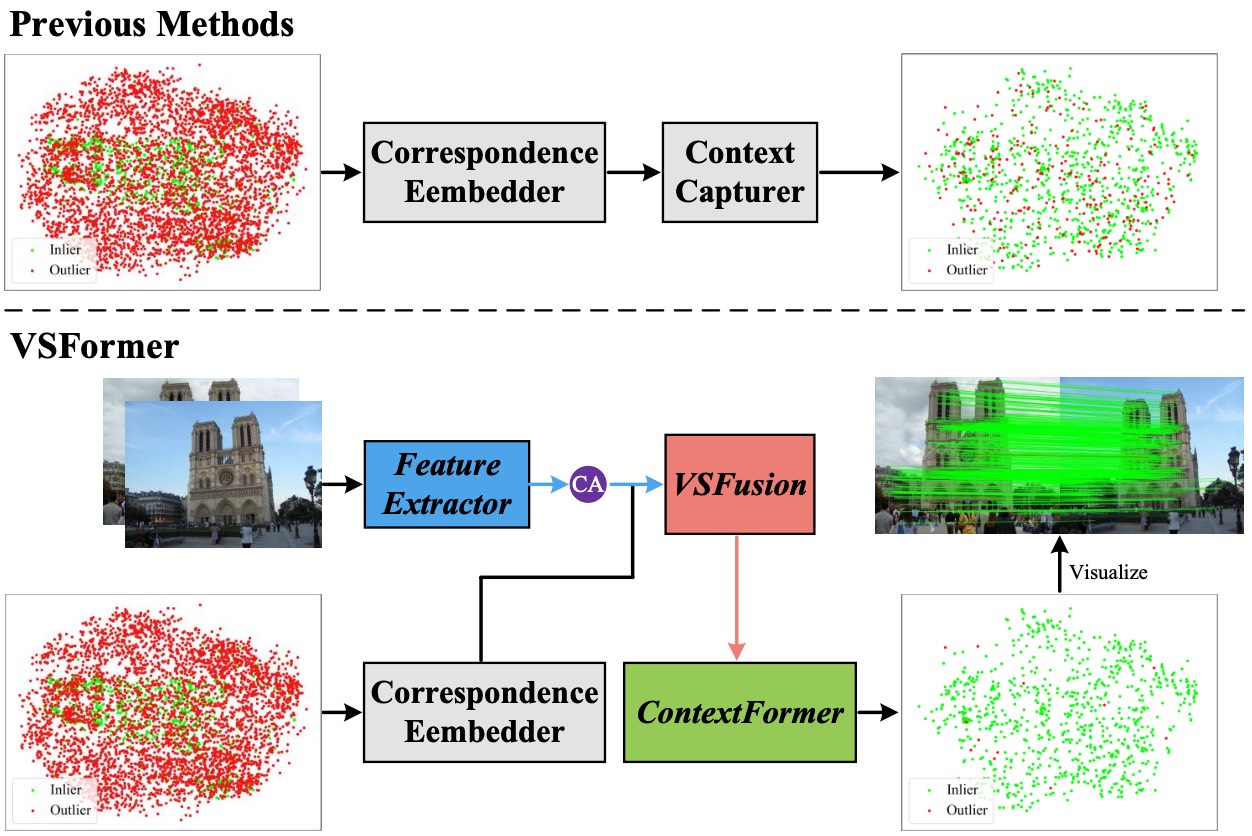 Previous Methods
Correspondence
Eembedder
Context
Capturer
Inlier
Outlier
Inlier
Outlier
VSFormer
Feature
Extractor
CA
VSFusion
Visualize
Correspondence
Eembedder
ContextFormer
Inlier
Outlier
Inlier
Outlier